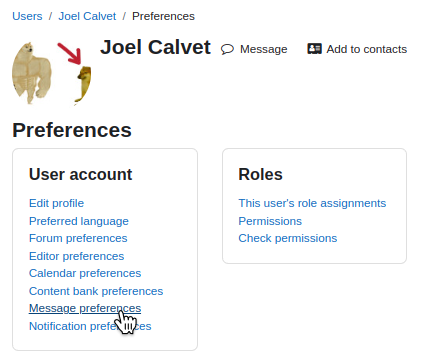 Users / Joel Calvet / Preferences
Joel Calvet Message Add to contacts
Preferences
User account
Edit profile
Preferred language
Forum preferences
Editor preferences
Calendar preferences
Content bank preferences
Message preferences
Notification preferences
Roles
This user's role assignments
Permissions
Check permissions